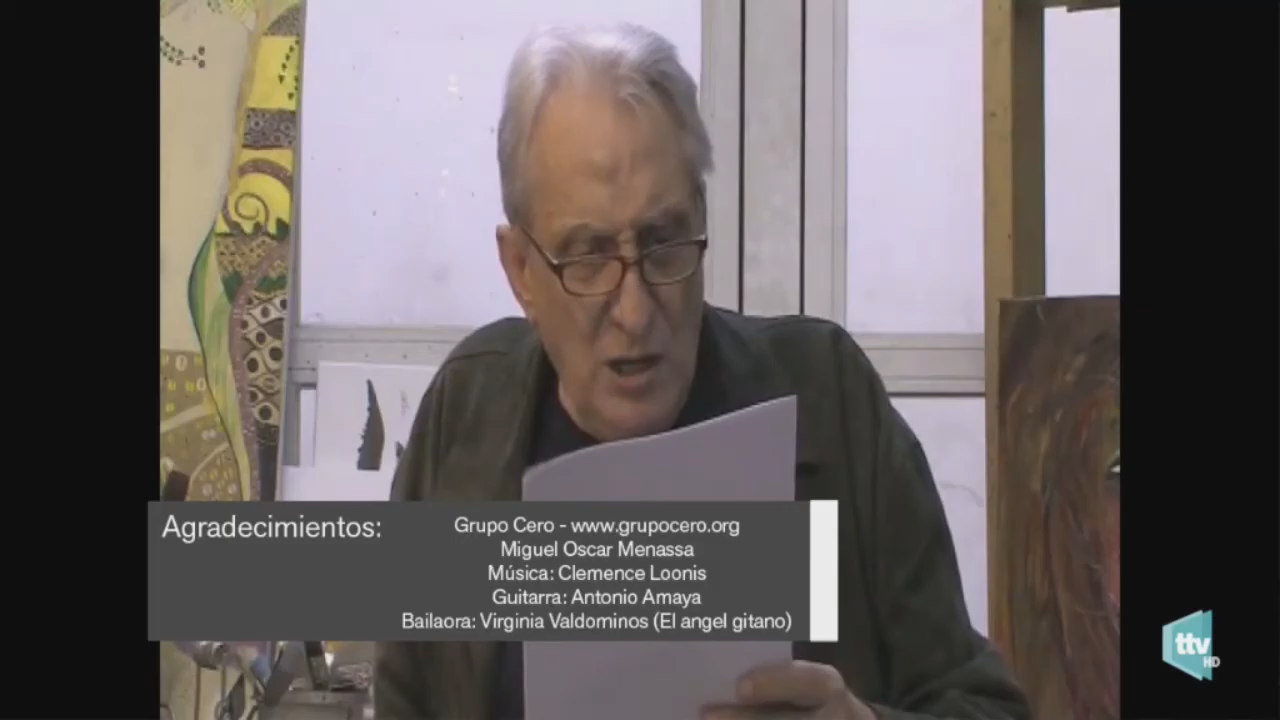 Agradecimientos:
Grupo Cero - www.grupocero.org
Miguel Oscar Menassa
Música: Clemence Loonis
Guitarra: Antonio Amaya
Bailaora: Virginia Valdominos (El angel gitano)
ttv
HD